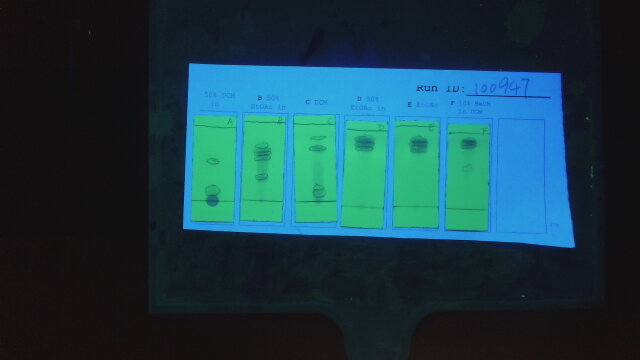 Run ID: 100947
50% DCM
in
B 50%
EtOAc in
C DCM
D 50%
EtOAc in
E EtOAc
F 10% MeOH
in DCM
A
B
C
D
E
F